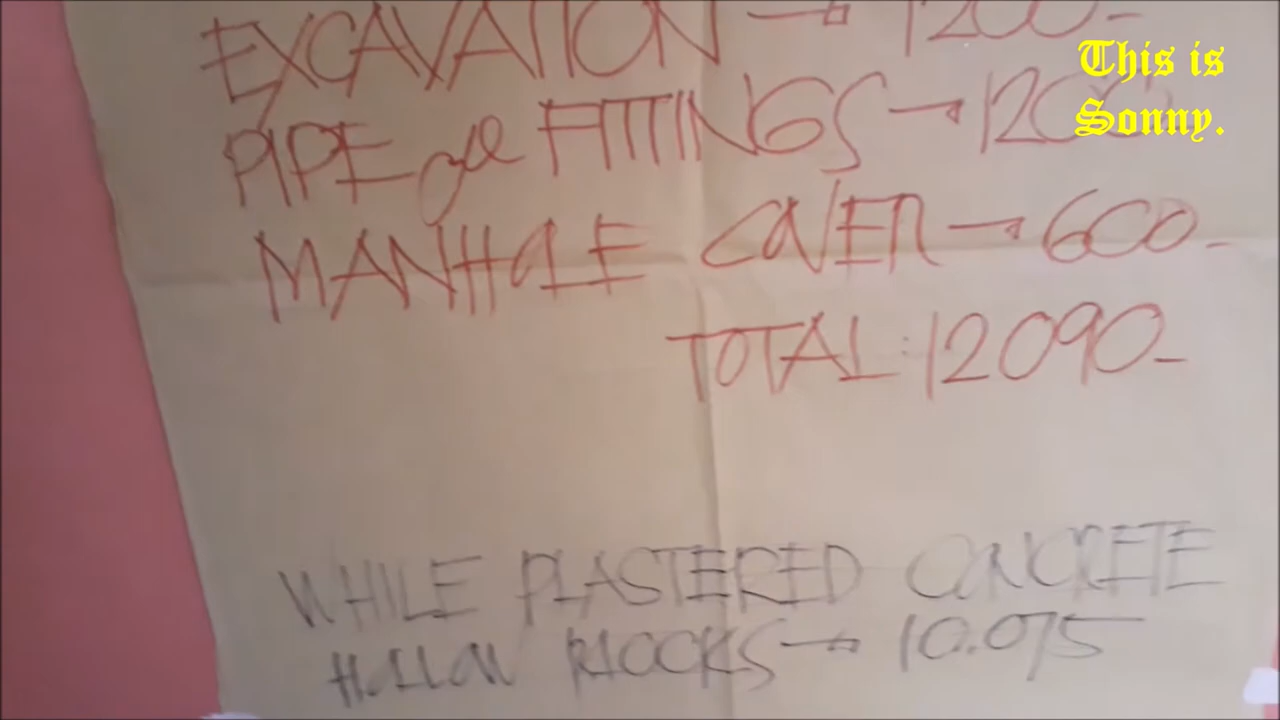 EXCAVATION → 1200-
This is
Sonny.
PIPE & FITTINGS → 1200
MANHOLE COVER → 600-
TOTAL: 12090-
WHILE PLASTERED CONCRETE
HOLLOW BLOCKS → 10.075